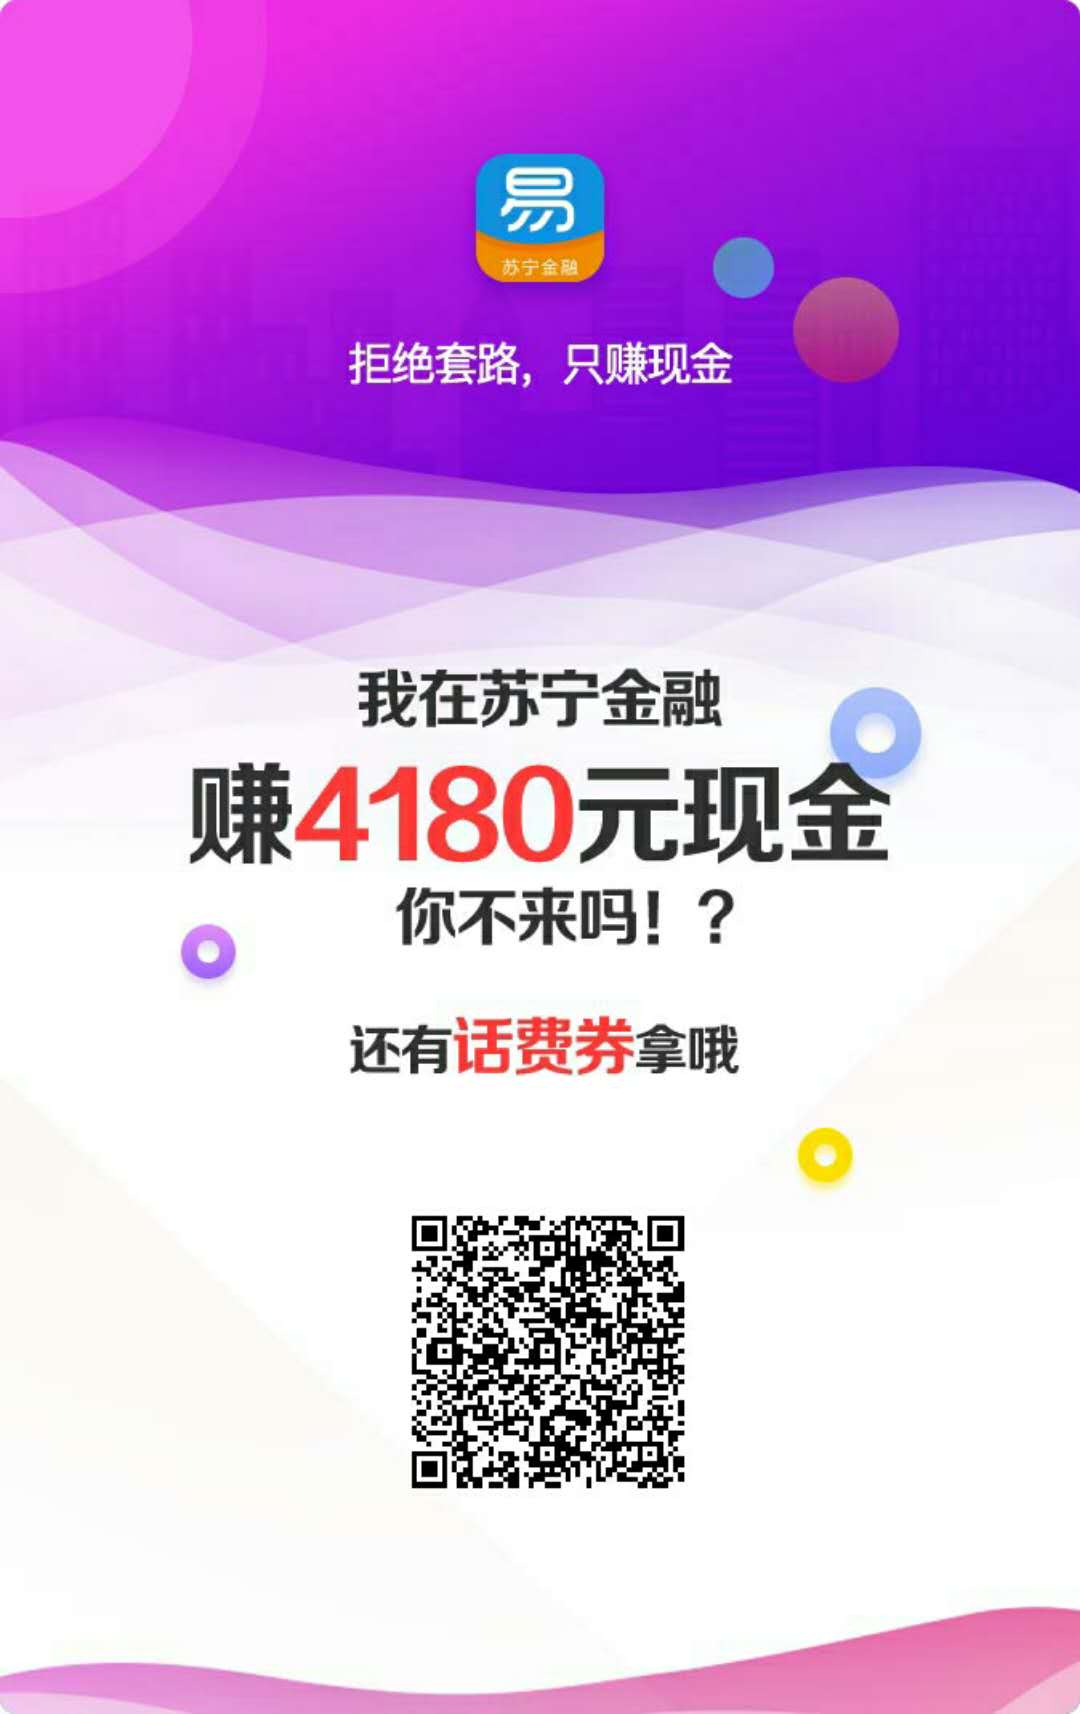 易
苏宁金融
拒绝套路，只赚现金
我在苏宁金融
赚4180元现金
你不来吗！？
还有话费券拿哦